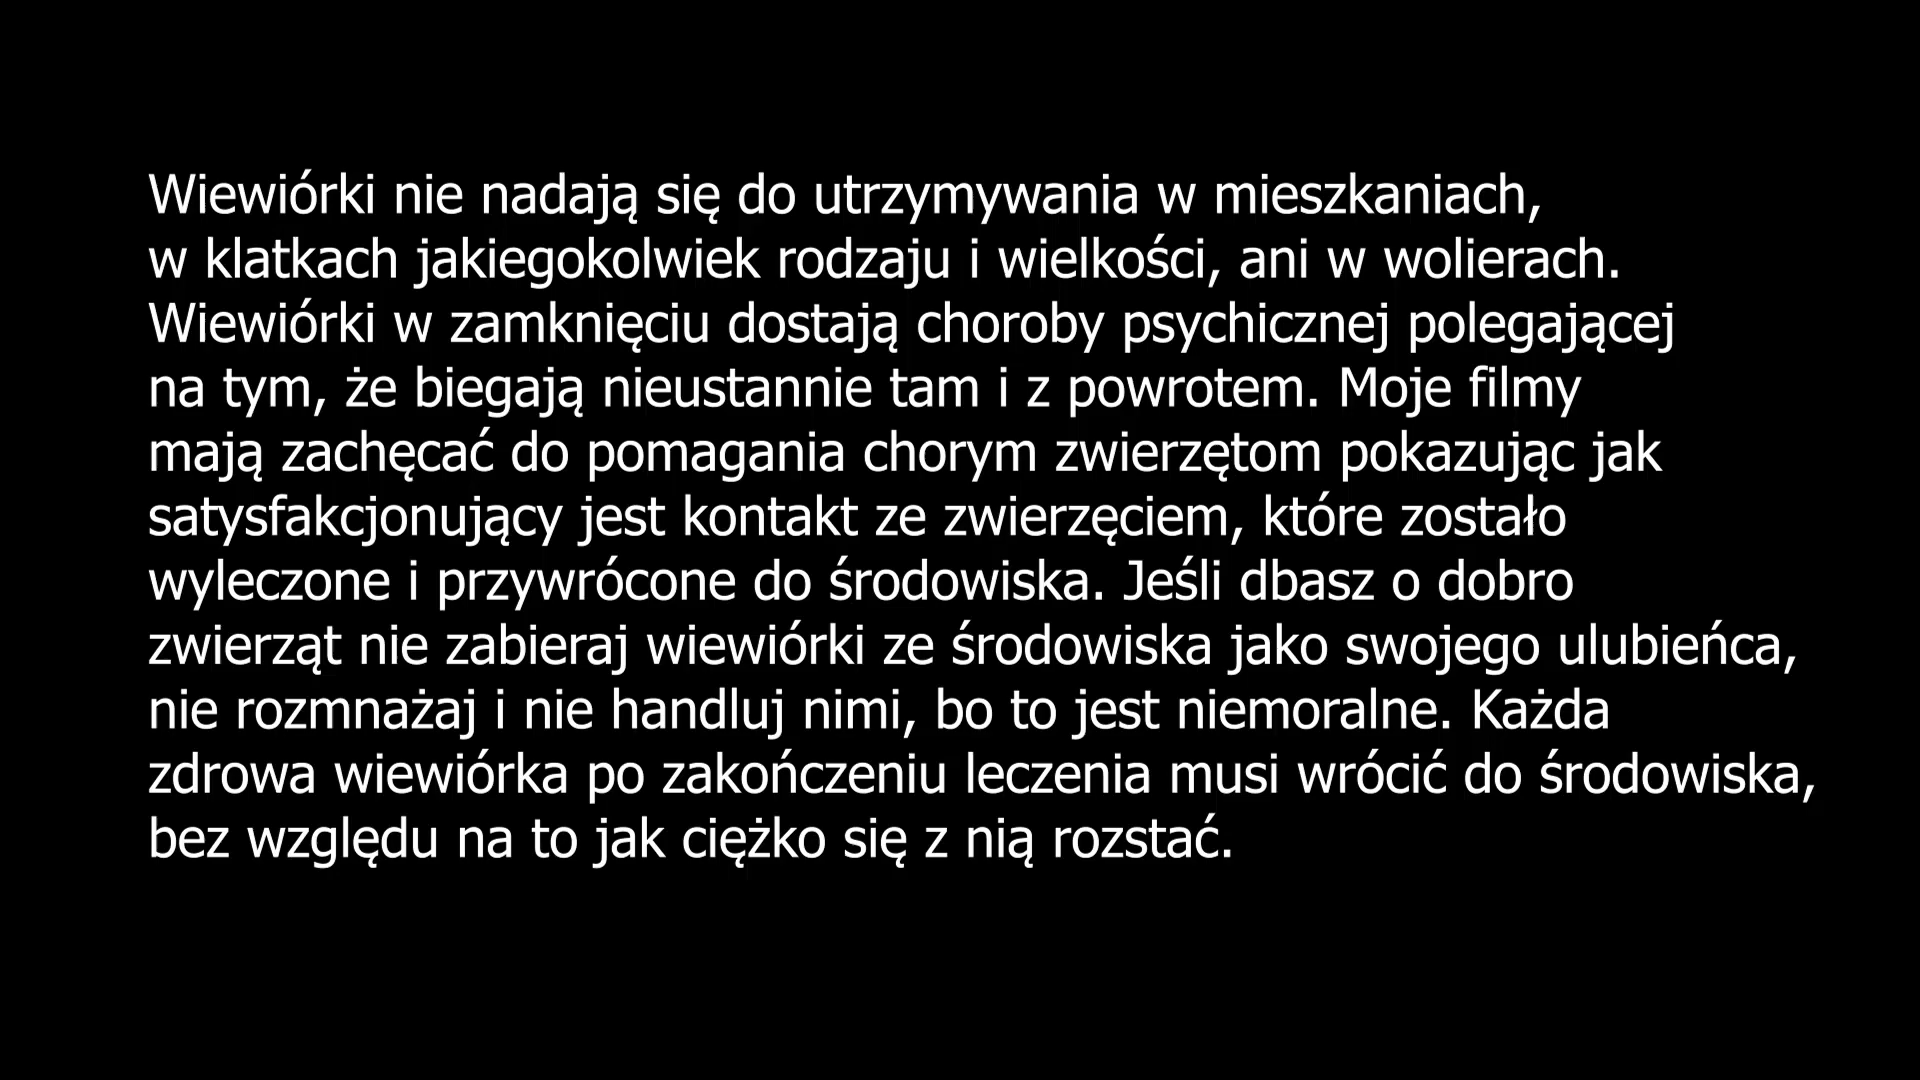 Wiewiórki nie nadają się do utrzymywania w mieszkaniach,
w klatkach jakiegokolwiek rodzaju i wielkości, ani w wolierach.
Wiewiórki w zamknięciu dostają choroby psychicznej polegającej
na tym, że biegają nieustannie tam i z powrotem. Moje filmy
mają zachęcać do pomagania chorym zwierzętom pokazując jak
satysfakcjonujący jest kontakt ze zwierzęciem, które zostało
wyleczone i przywrócone do środowiska. Jeśli dbasz o dobro
zwierząt nie zabieraj wiewiórki ze środowiska jako swojego ulubieńca,
nie rozmnażaj i nie handluj nimi, bo to jest niemoralne. Każda
zdrowa wiewiórka po zakończeniu leczenia musi wrócić do środowiska,
bez względu na to jak ciężko się z nią rozstać.